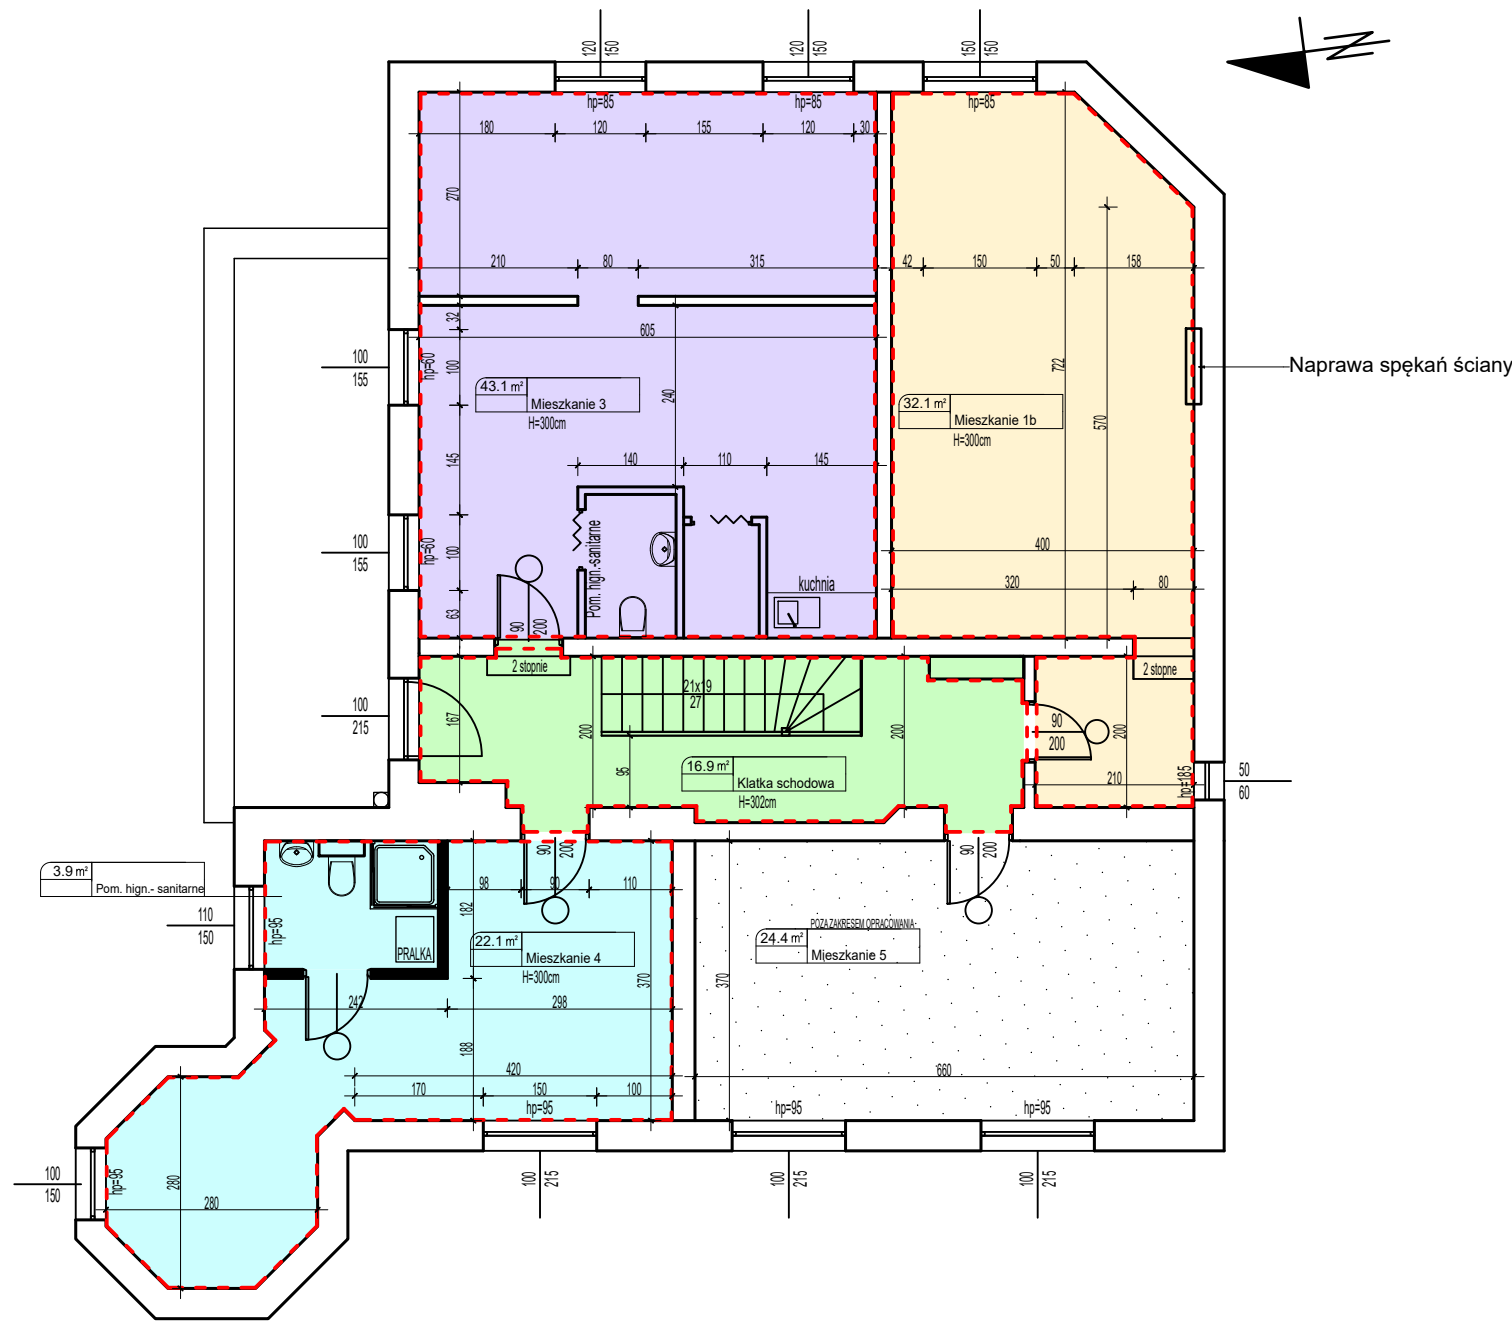 120
150
120
150
150
150
N
hp=85
hp=85
hp=85
180
120
155
120
30
270
210
80
315
42
150
50
158
32
605
100
155
hp=60
100
240
722
570
Naprawa spękań ściany
43.1 m²
Mieszkanie 3
H=300cm
32.1 m²
Mieszkanie 1b
H=300cm
145
140
110
145
100
155
hp=60
100
Pom. hign.-sanitarne
kuchnia
400
320
80
63
90
200
2 stopnie
2 stopne
21x19
27
100
215
167
200
200
90
200
200
95
16.9 m²
Klatka schodowa
H=302cm
210
hp=185
50
60
90
200
90
200
3.9 m²
Pom. hign.- sanitarne
98
90
110
182
110
150
hp=95
PRALKA
22.1 m²
Mieszkanie 4
H=300cm
370
370
POZA ZAKRESEM OPRACOWANIA
24.4 m²
Mieszkanie 5
242
298
188
420
660
170
150
100
hp=95
hp=95
hp=95
100
150
hp=95
280
280
100
215
100
215
100
215